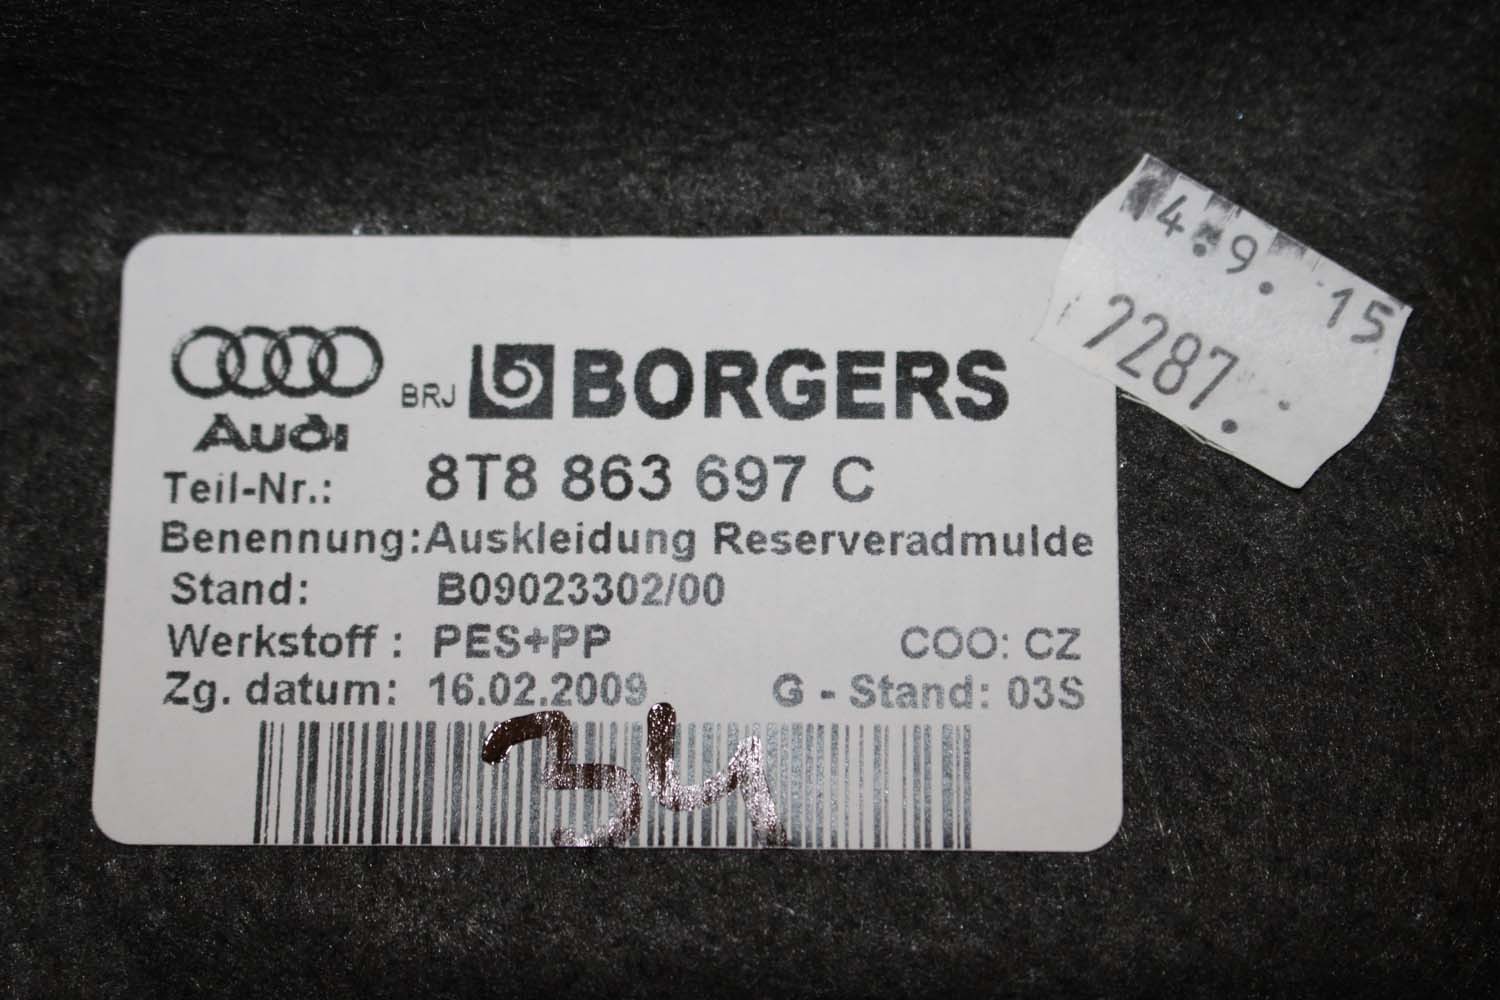 Audi
BRJ BORGERS
Teil-Nr.: 8T8 863 697 C
Benennung:Auskleidung Reserveradmulde
Stand: B09023302/00
Werkstoff : PES+PP COO: CZ
Zg. datum: 16.02.2009 G - Stand: 03S
34
4.9. 15
7287.